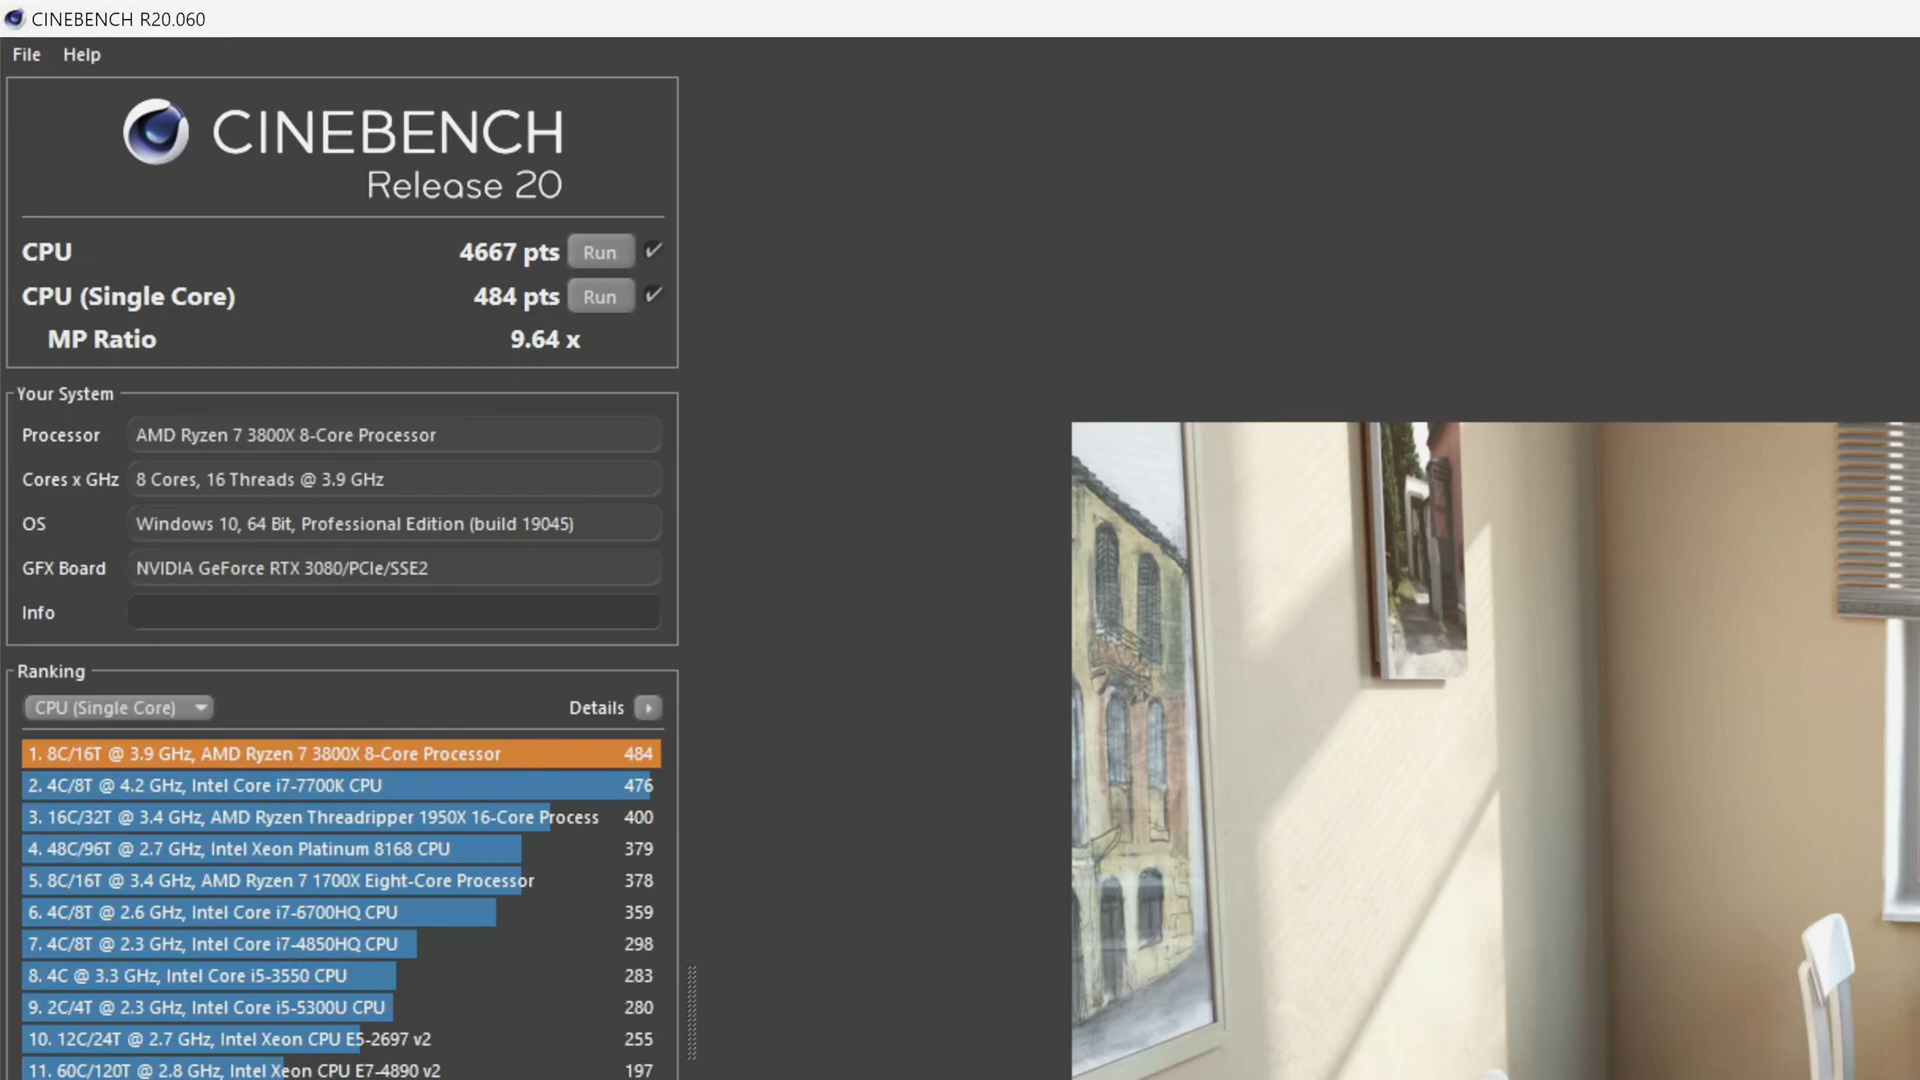 CINEBENCH R20.060
File Help
CINEBENCH
Release 20
CPU 4667 pts Run
CPU (Single Core) 484 pts Run
MP Ratio 9.64 x
Your System
Processor AMD Ryzen 7 3800X 8-Core Processor
Cores x GHz 8 Cores, 16 Threads @ 3.9 GHz
OS Windows 10, 64 Bit, Professional Edition (build 19045)
GFX Board NVIDIA GeForce RTX 3080/PCIe/SSE2
Info
Ranking
CPU (Single Core) Details
1. 8C/16T @ 3.9 GHz, AMD Ryzen 7 3800X 8-Core Processor 484
2. 4C/8T @ 4.2 GHz, Intel Core i7-7700K CPU 476
3. 16C/32T @ 3.4 GHz, AMD Ryzen Threadripper 1950X 16-Core Process 400
4. 48C/96T @ 2.7 GHz, Intel Xeon Platinum 8168 CPU 379
5. 8C/16T @ 3.4 GHz, AMD Ryzen 7 1700X Eight-Core Processor 378
6. 4C/8T @ 2.6 GHz, Intel Core i7-6700HQ CPU 359
7. 4C/8T @ 2.3 GHz, Intel Core i7-4850HQ CPU 298
8. 4C @ 3.3 GHz, Intel Core i5-3550 CPU 283
9. 2C/4T @ 2.3 GHz, Intel Core i5-5300U CPU 280
10. 12C/24T @ 2.7 GHz, Intel Xeon CPU E5-2697 v2 255
11. 60C/120T @ 2.8 GHz, Intel Xeon CPU E7-4890 v2 197